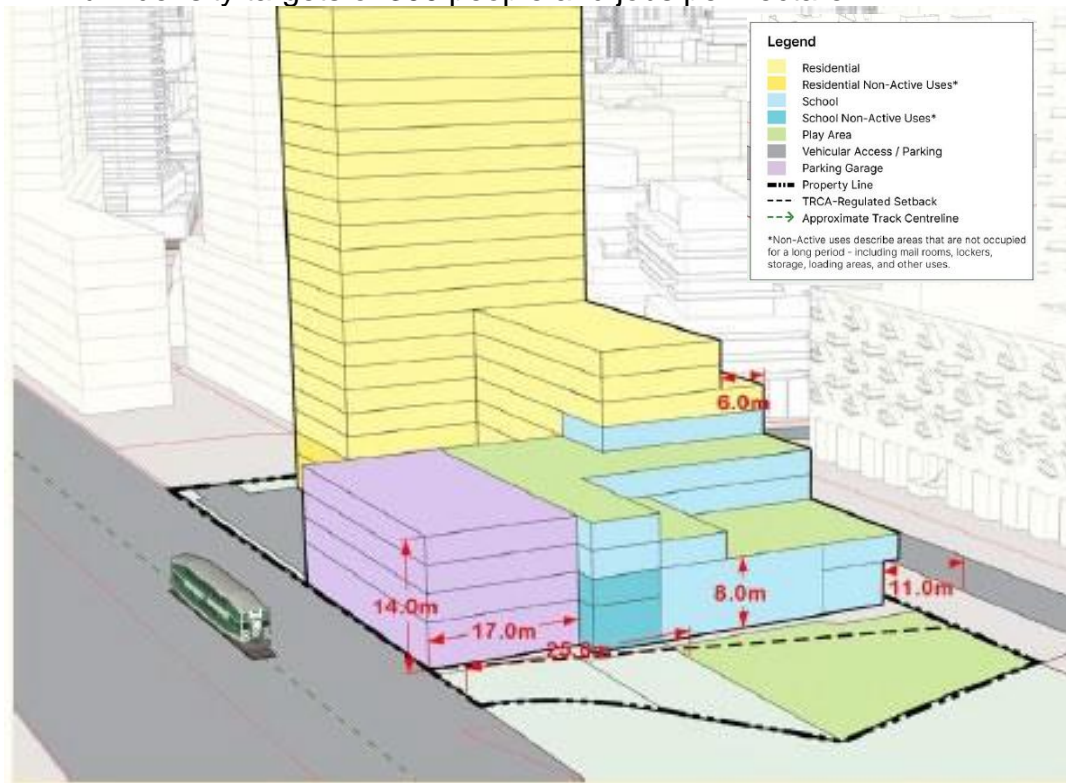 Legend
Residential
Residential Non-Active Uses*
School
School Non-Active Uses*
Play Area
Vehicular Access / Parking
Parking Garage
Property Line
TRCA-Regulated Setback
Approximate Track Centreline
*Non-Active uses describe areas that are not occupied
for a long period - including mail rooms, lockers,
storage, loading areas, and other uses.
6.0m
11.0m
8.0m
14.0m
17.0m